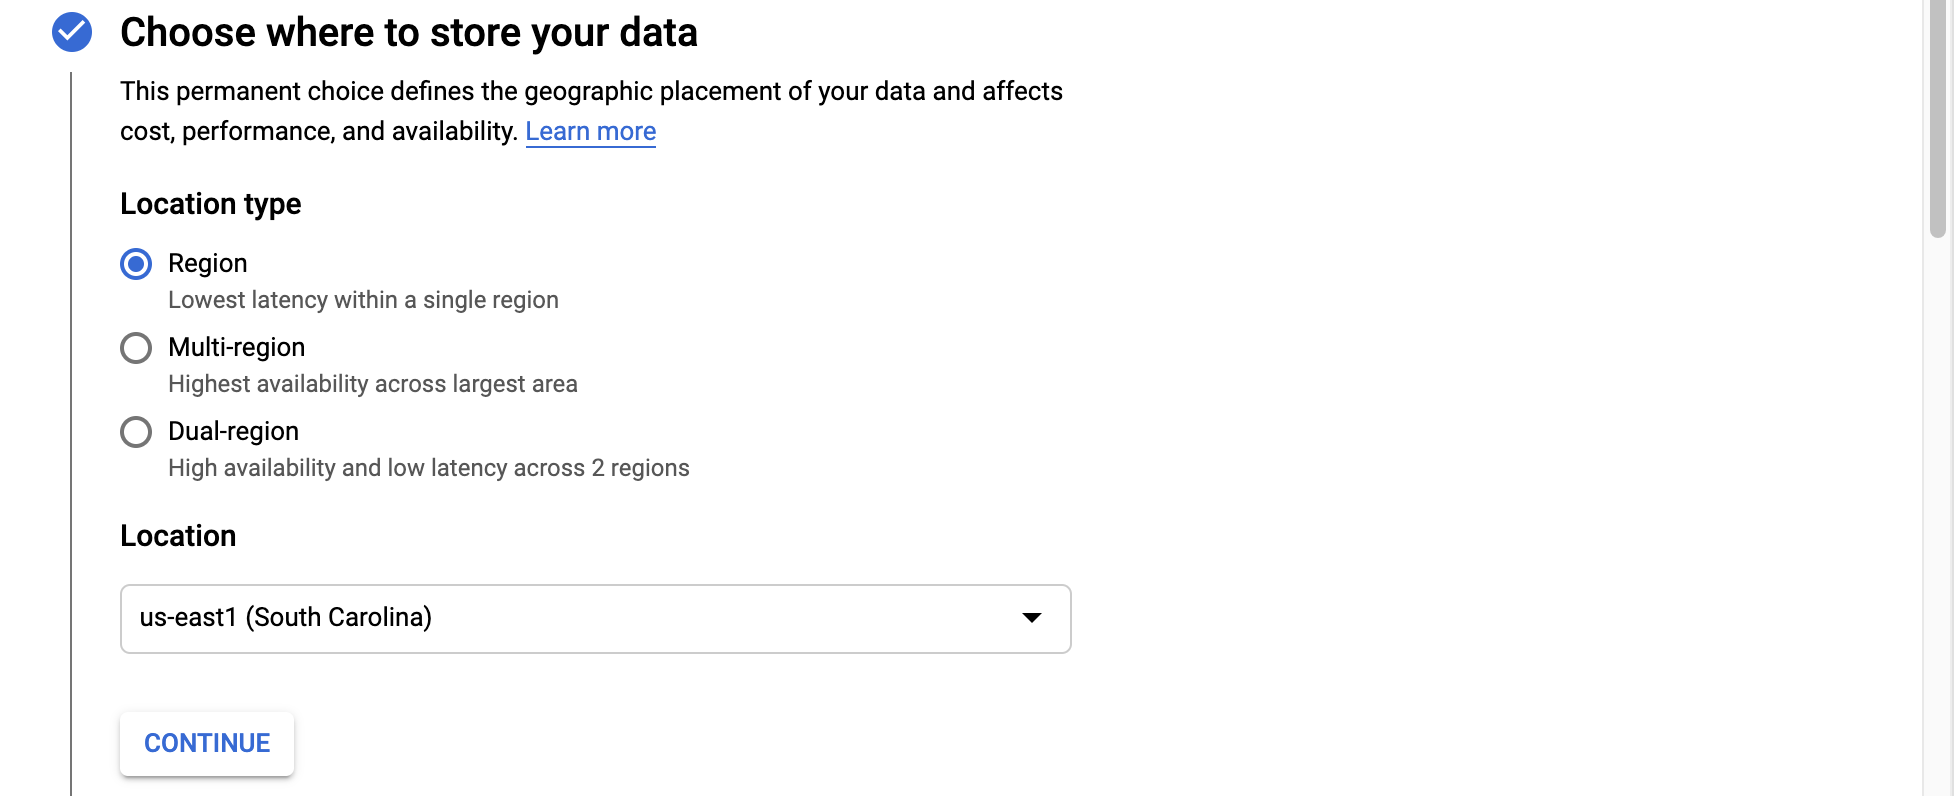 Choose where to store your data
This permanent choice defines the geographic placement of your data and affects
cost, performance, and availability. Learn more
Location type
Region
Lowest latency within a single region
Multi-region
Highest availability across largest area
Dual-region
High availability and low latency across 2 regions
Location
us-east1 (South Carolina)
CONTINUE